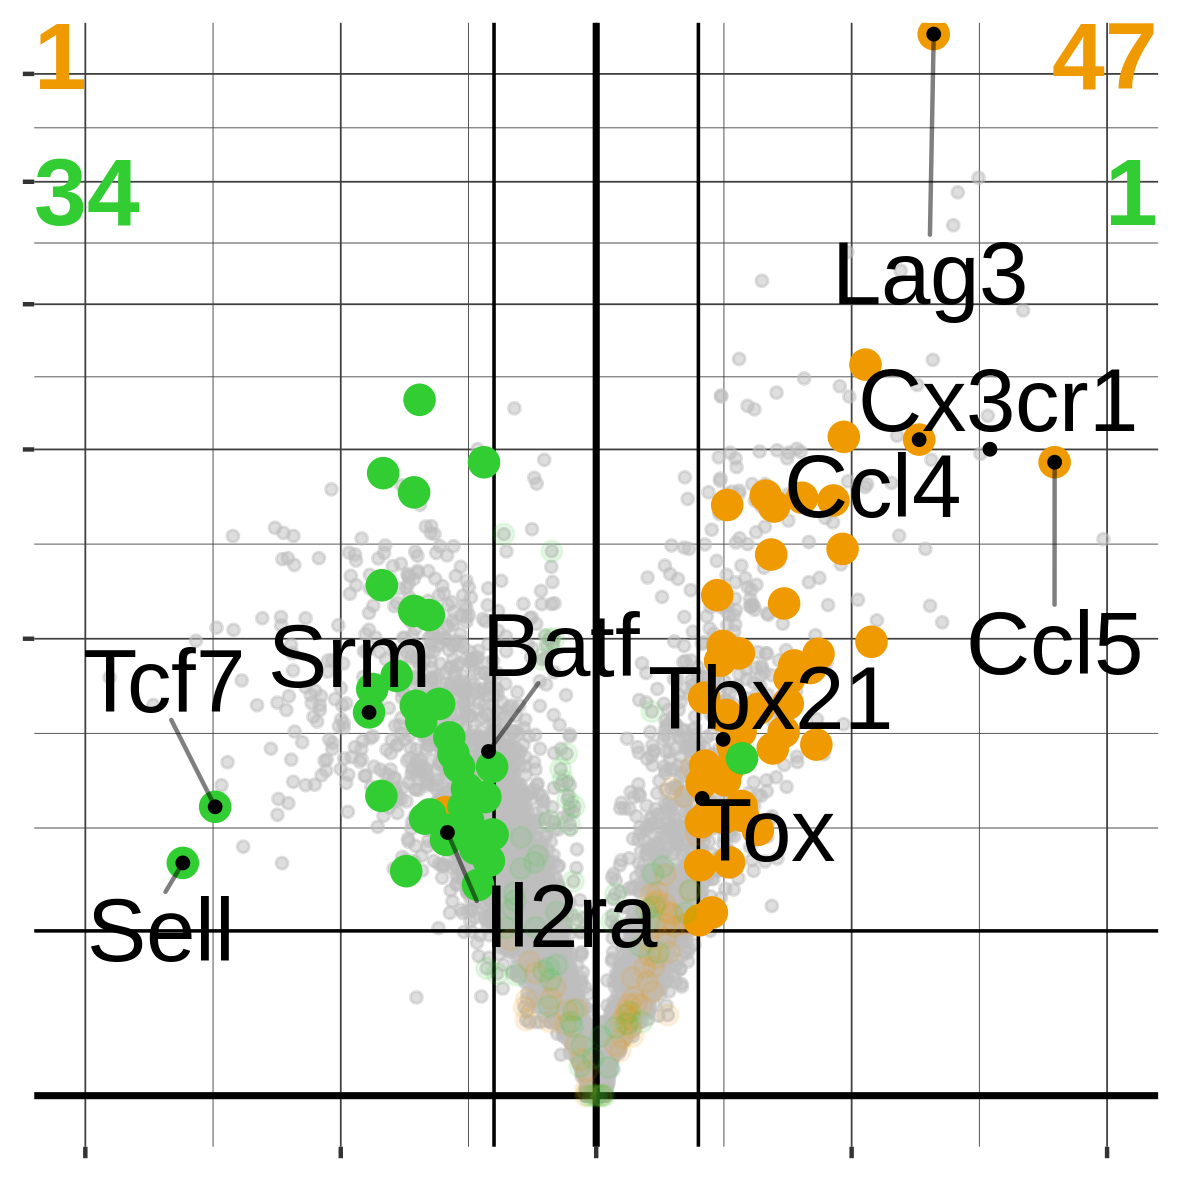 1 47
34 1
Lag3
Cx3cr1
Ccl4
Batf
Srm
Ccl5
Tcf7
Tbx21
Tox
Il2ra
Sell